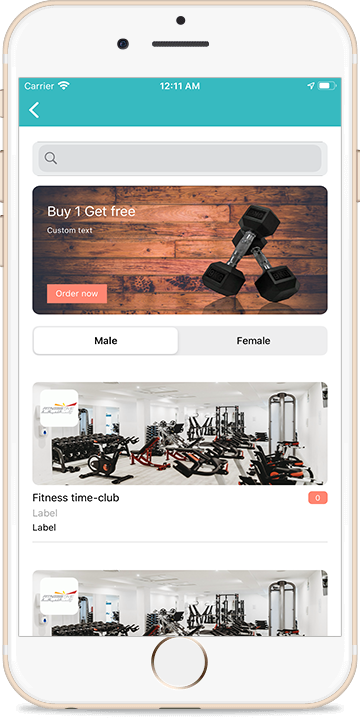 Carrier 12:11 AM
Buy 1 Get free
Custom text
Order now
Male Female
Fitness time-club
0
Label
Label